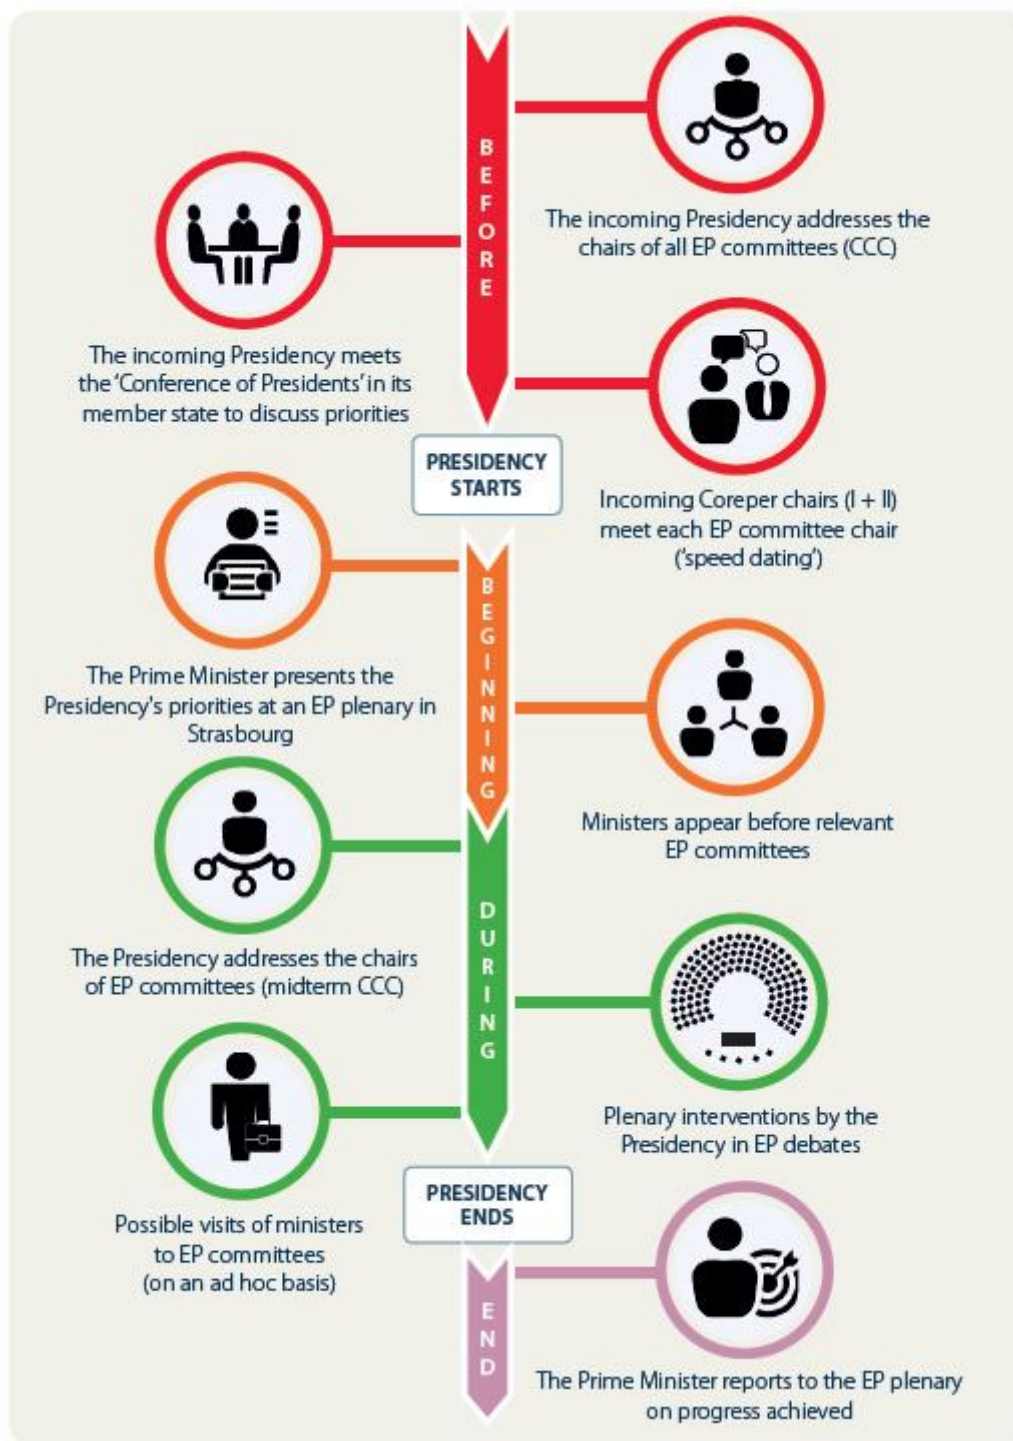 BEFORE
The incoming Presidency addresses the
chairs of all EP committees (CCC)
The incoming Presidency meets
the 'Conference of Presidents' in its
member state to discuss priorities
Incoming Coreper chairs (I + II)
meet each EP committee chair
('speed dating')
PRESIDENCY
STARTS
BEGINNING
The Prime Minister presents the
Presidency's priorities at an EP plenary in
Strasbourg
Ministers appear before relevant
EP committees
DURING
The Presidency addresses the chairs
of EP committees (midterm CCC)
Plenary interventions by the
Presidency in EP debates
Possible visits of ministers
to EP committees
(on an ad hoc basis)
PRESIDENCY
ENDS
END
The Prime Minister reports to the EP plenary
on progress achieved